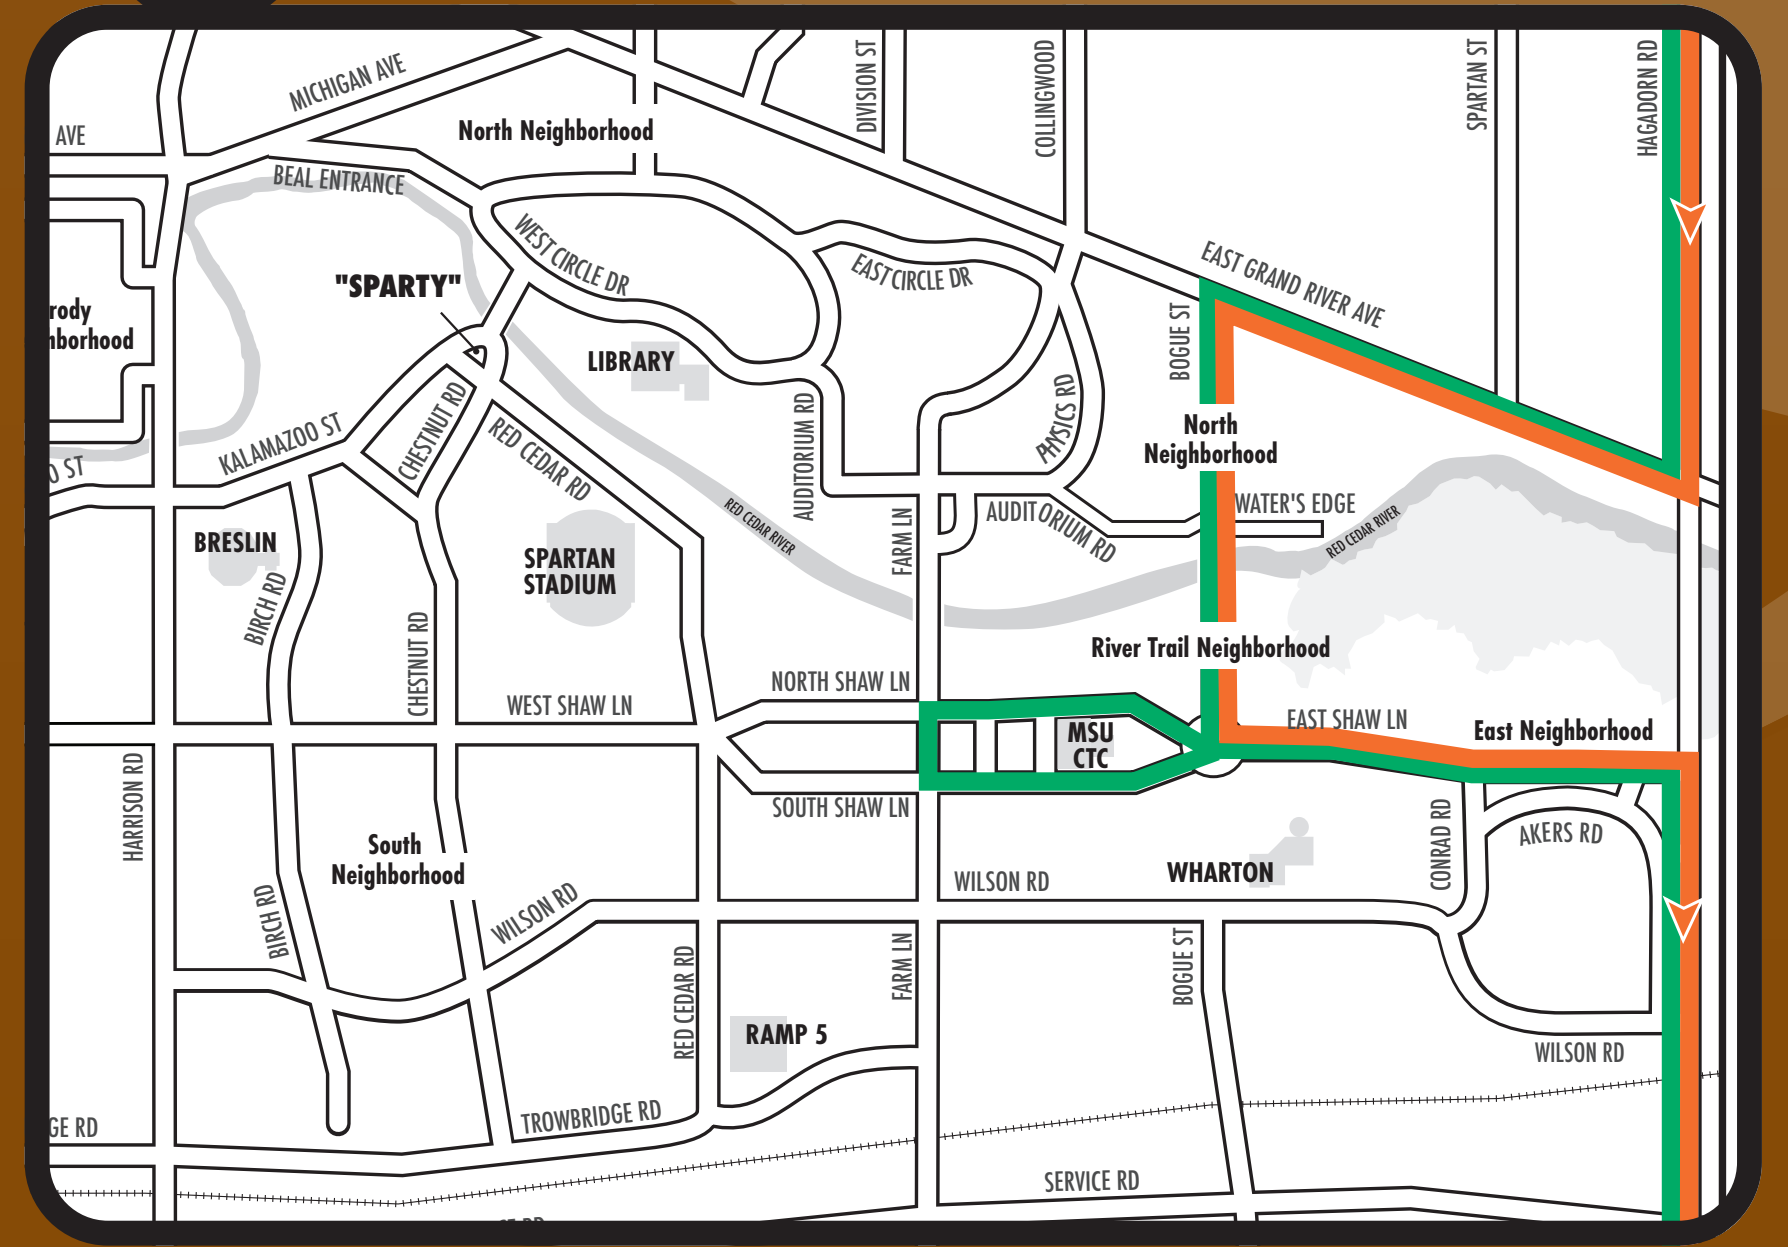 MICHIGAN AVE
AVE
North Neighborhood
DIVISION ST
COLLINGWOOD
SPARTAN ST
HAGADORN RD
BEAL ENTRANCE
WEST CIRCLE DR
EAST CIRCLE DR
EAST GRAND RIVER AVE
"SPARTY"
rody
hborhood
LIBRARY
BOGUE ST
CHESTNUT RD
KALAMAZOO ST
O ST
RED CEDAR RD
AUDITORIUM RD
PHYSICS RD
North
Neighborhood
RED CEDAR RIVER
WATER'S EDGE
RED CEDAR RIVER
AUDITORIUM RD
FARM LN
BRESLIN
SPARTAN
STADIUM
BIRCH RD
CHESTNUT RD
River Trail Neighborhood
NORTH SHAW LN
WEST SHAW LN
EAST SHAW LN
East Neighborhood
MSU
CTC
HARRISON RD
SOUTH SHAW LN
CONRAD RD
AKERS RD
South
Neighborhood
WHARTON
WILSON RD
BIRCH RD
WILSON RD
RED CEDAR RD
FARM LN
BOGUE ST
RAMP 5
WILSON RD
TROWBRIDGE RD
GE RD
SERVICE RD